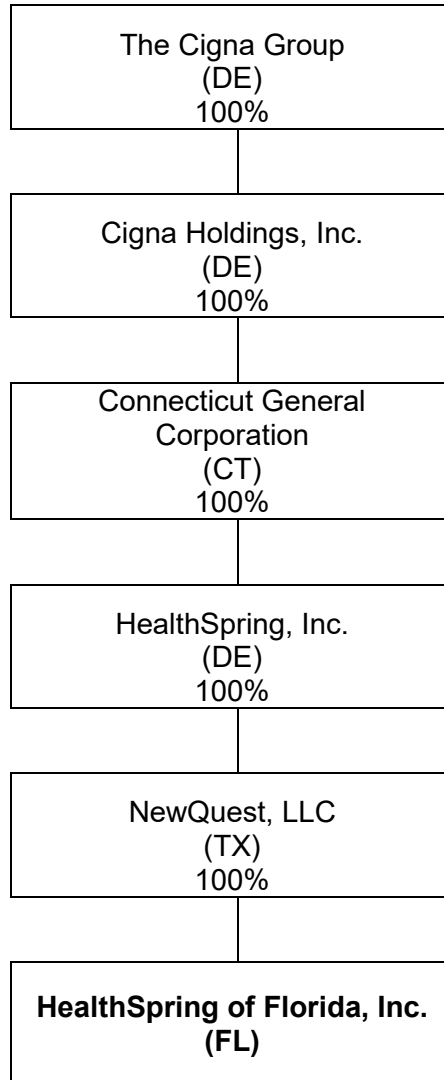 The Cigna Group
(DE)
100%
Cigna Holdings, Inc.
(DE)
100%
Connecticut General
Corporation
(CT)
100%
HealthSpring, Inc.
(DE)
100%
NewQuest, LLC
(TX)
100%
HealthSpring of Florida, Inc.
(FL)